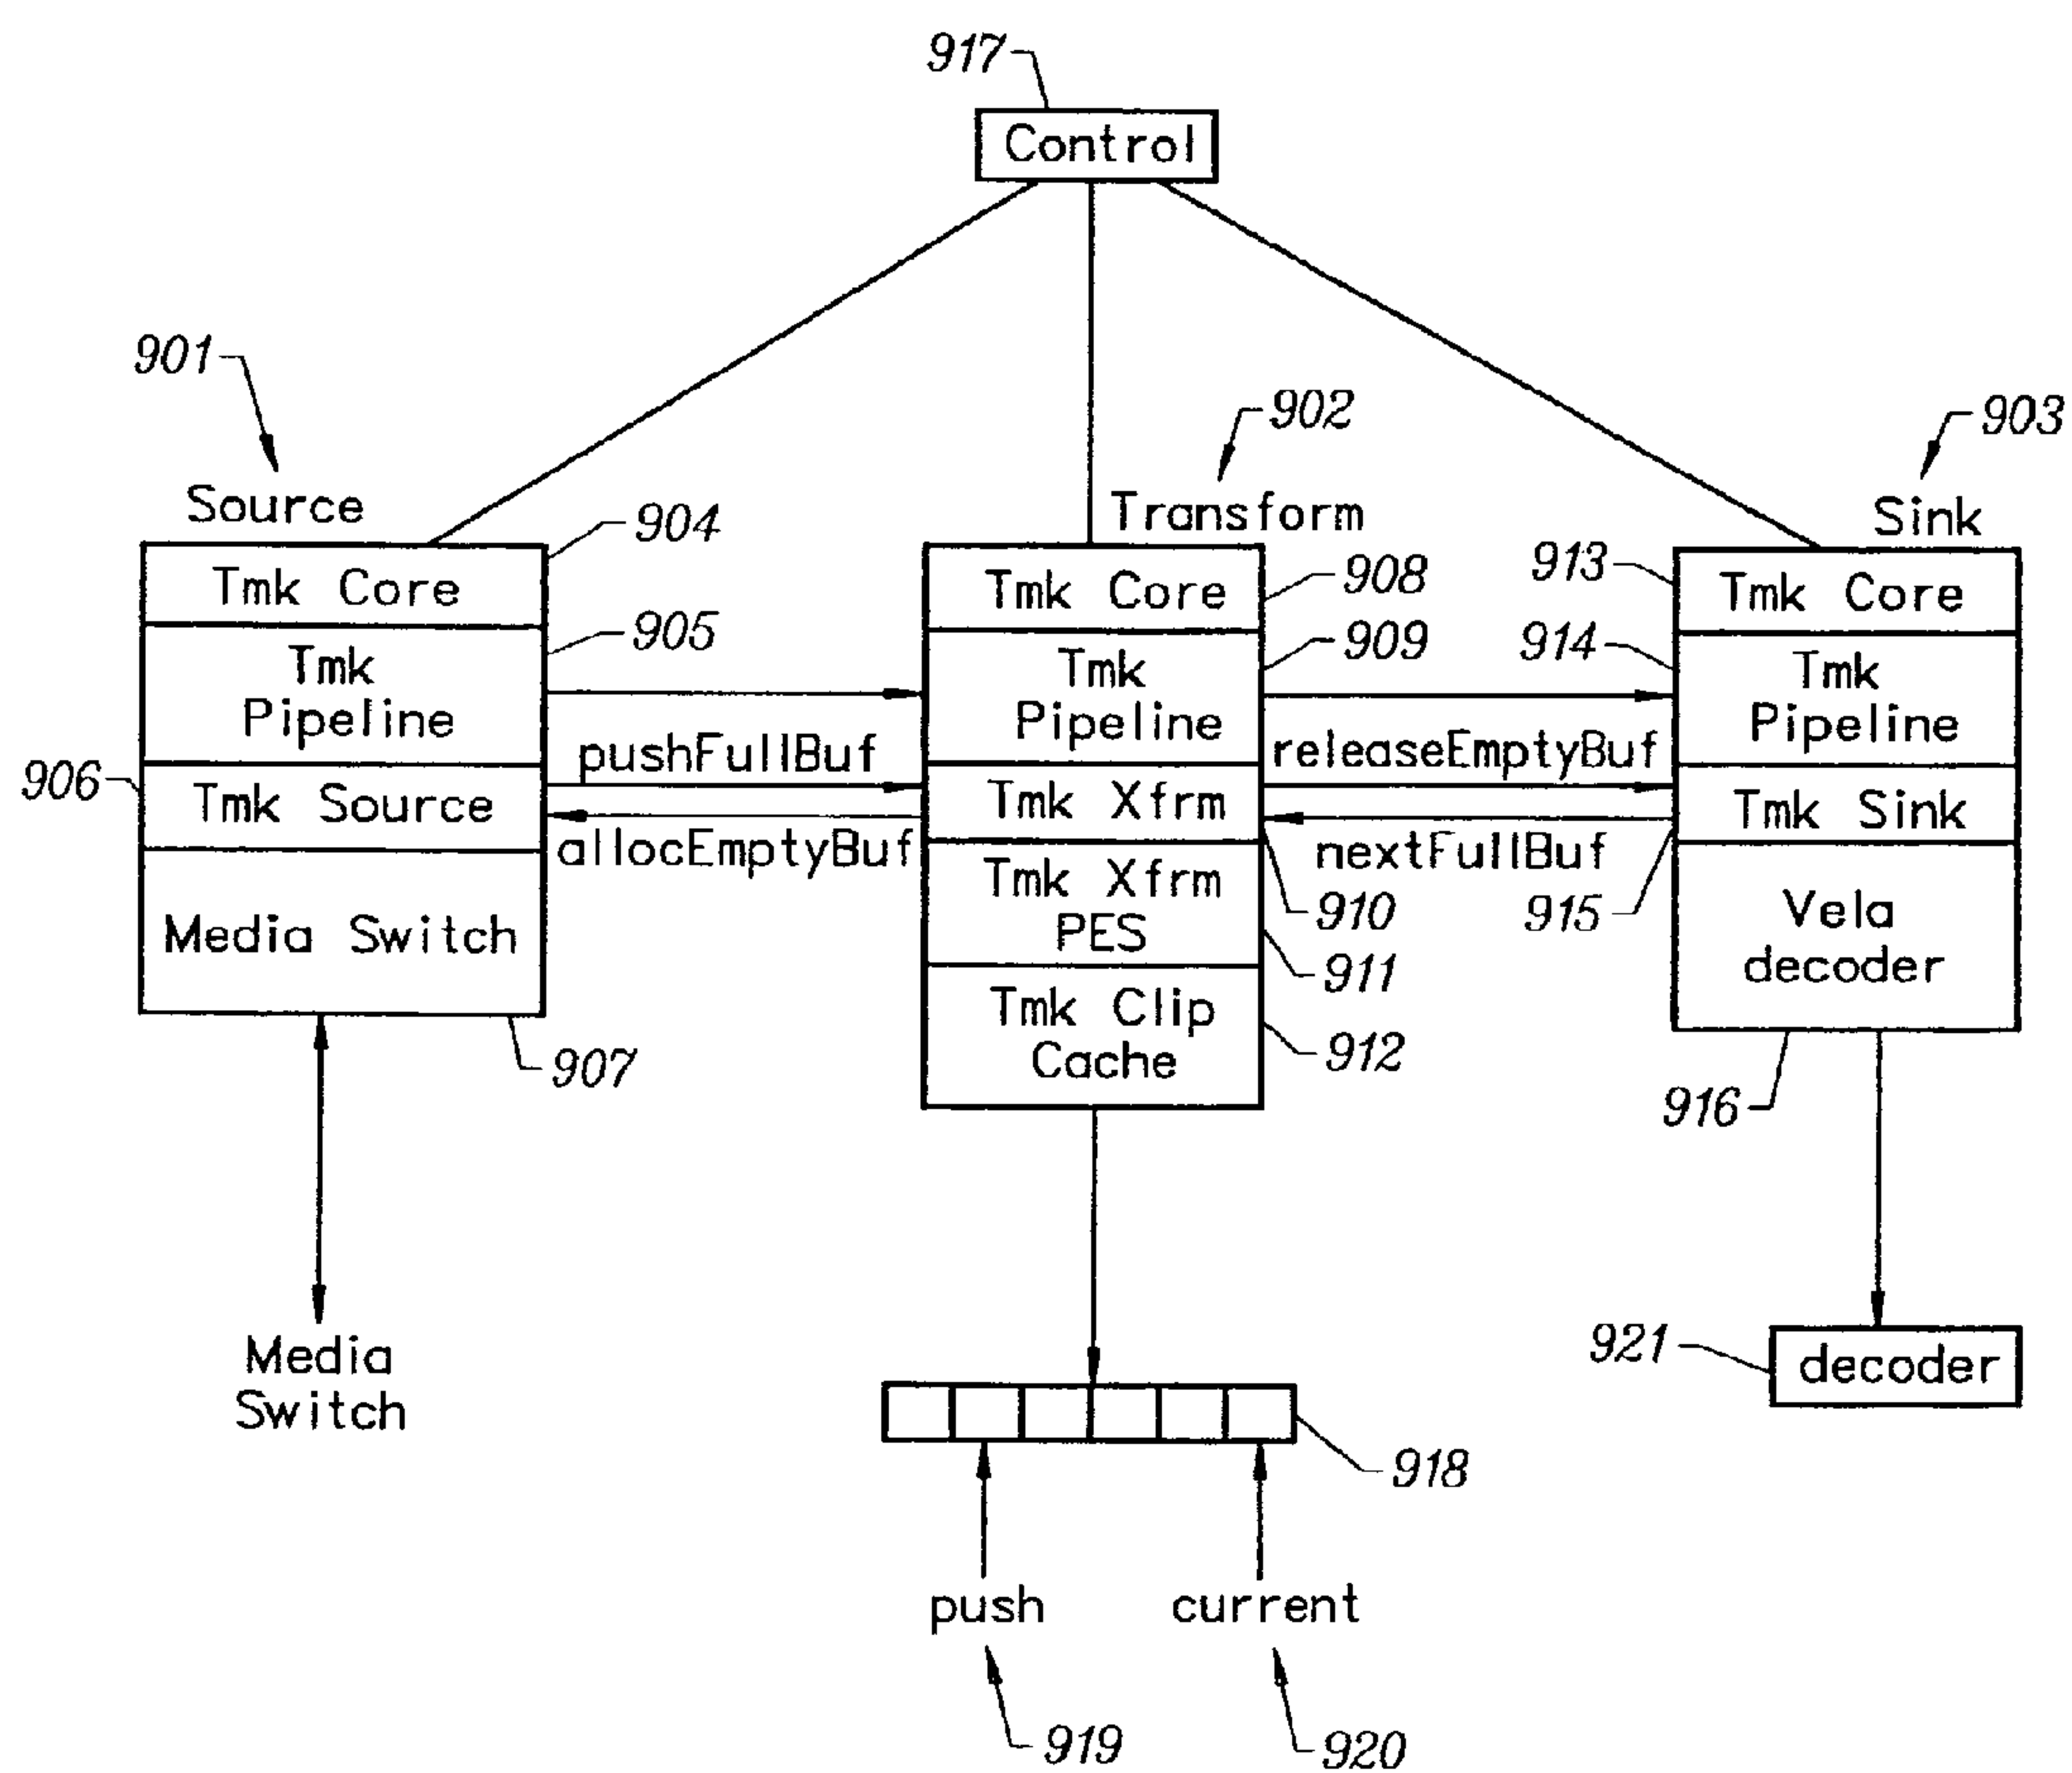 917
Control
901
902
903
Source
Transform
Sink
904
908
913
Tmk Core
Tmk Core
Tmk Core
905
909
914
Tmk
Pipeline
Tmk
Pipeline
Tmk
Pipeline
pushFullBuf
releaseEmptyBuf
906
Tmk Source
Tmk Xfrm
Tmk Sink
allocEmptyBuf
nextFullBuf
Media Switch
Tmk Xfrm
PES
910
915
Vela
decoder
911
Tmk Clip
Cache
907
912
916
Media
Switch
921
decoder
918
push
current
919
920